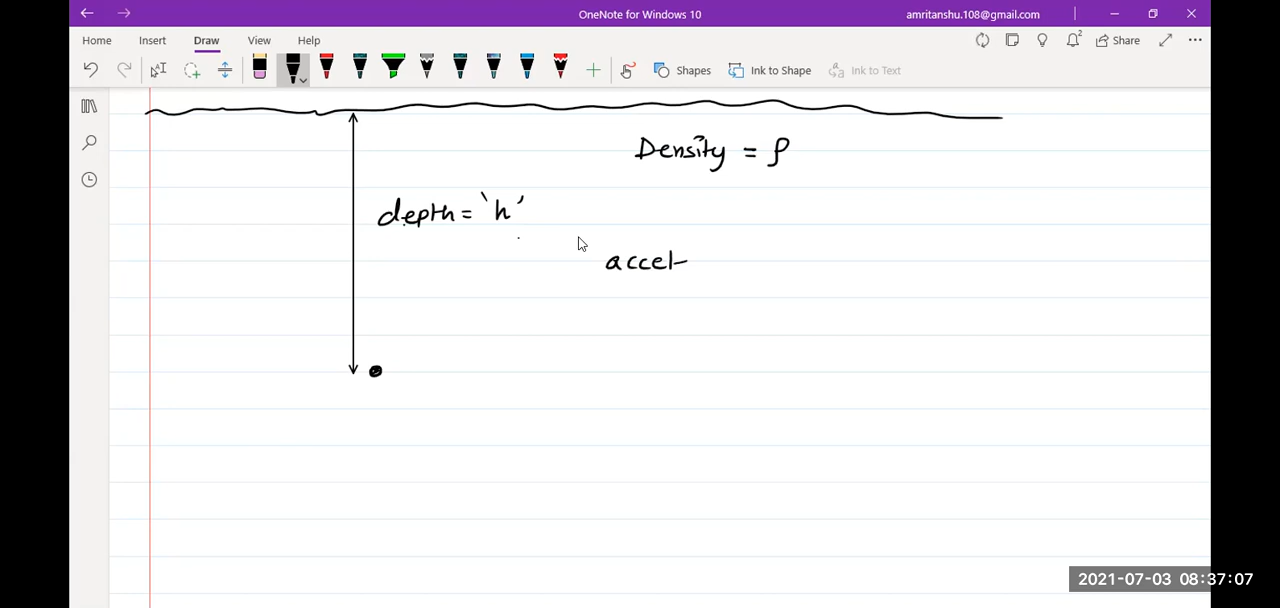 OneNote for Windows 10
amritanshu.108@gmail.com
Home Insert Draw View Help
2
Share
Shapes
Ink to Shape
Ink to Text
Density = ρ
depth = 'h'
accel
2021-07-03 08:37:07